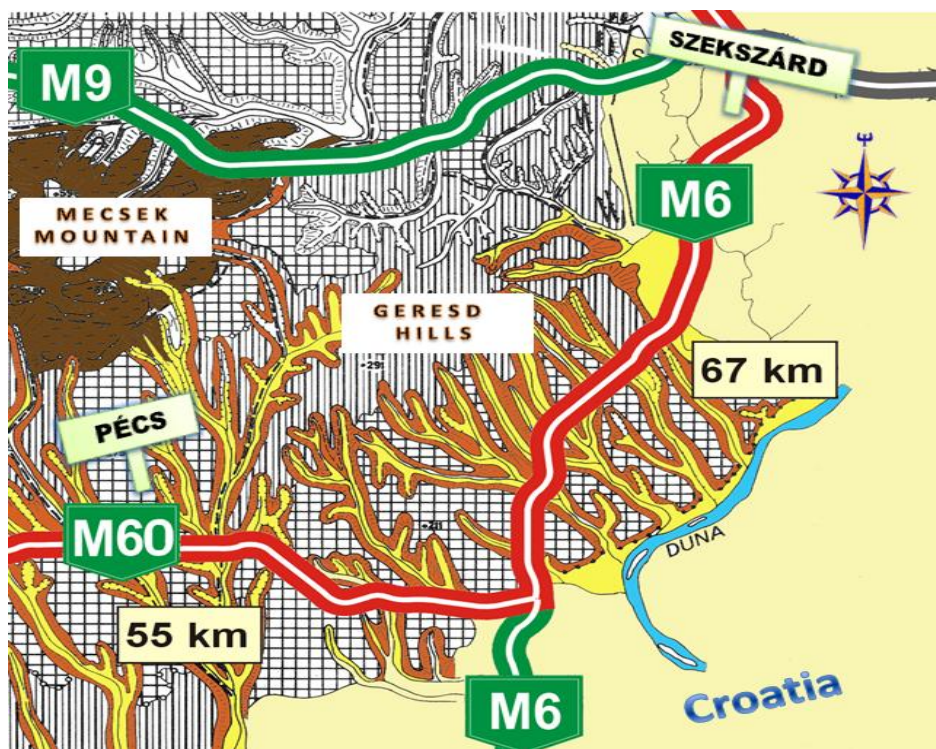 SZEKSZÁRD
M9
M6
MECSEK
MOUNTAIN
GERESD
HILLS
67 km
PÉCS
M60
DUNA
55 km
Croatia
M6